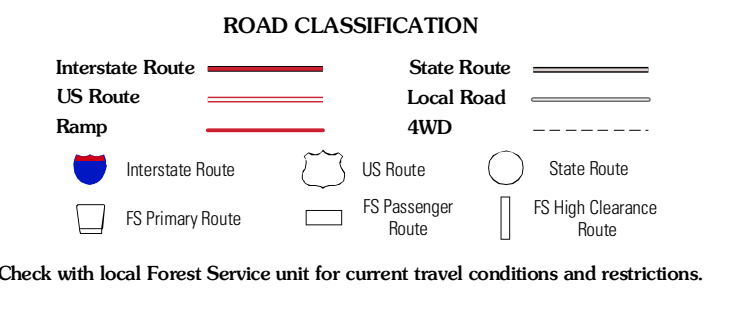 ROAD CLASSIFICATION
Interstate Route
State Route
US Route
Local Road
Ramp
4WD
Interstate Route
US Route
State Route
FS Primary Route
FS Passenger
Route
FS High Clearance
Route
Check with local Forest Service unit for current travel conditions and restrictions.